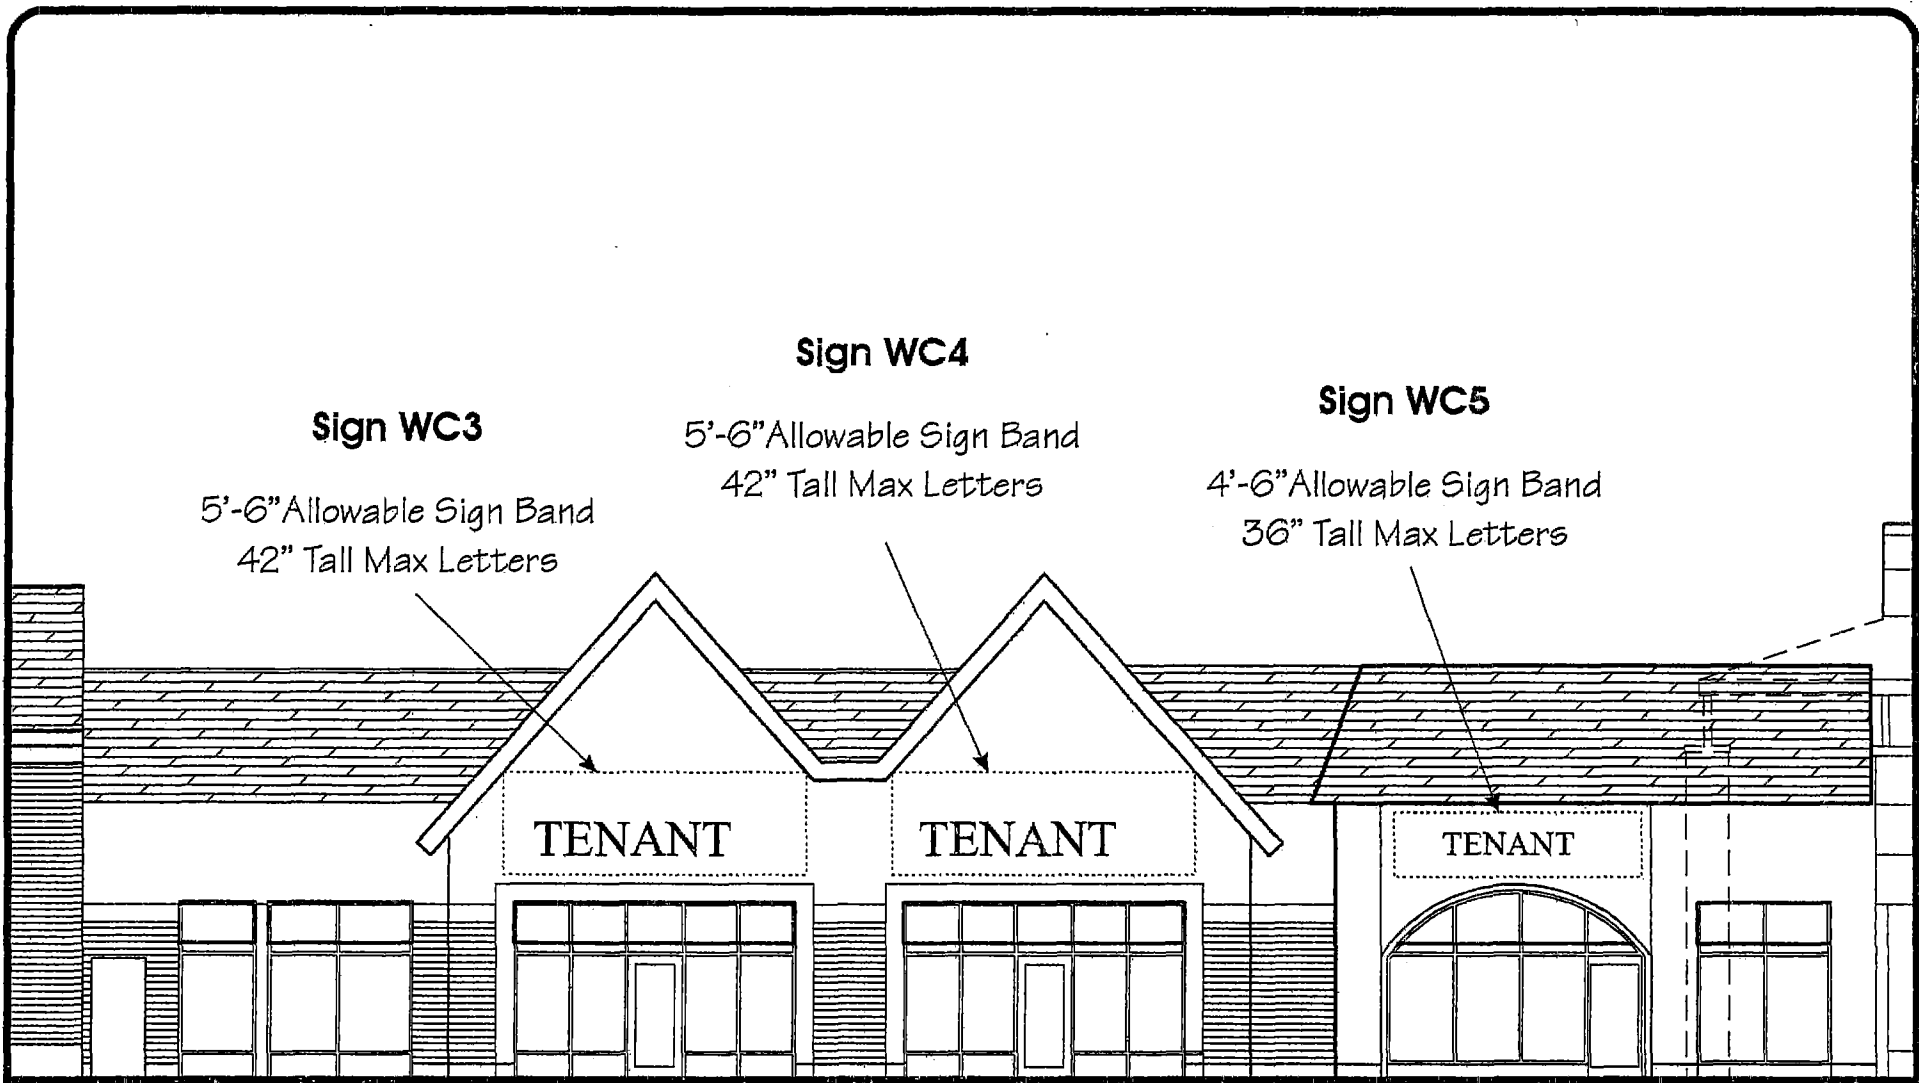 Sign WC4
5'-6"Allowable Sign Band
42" Tall Max Letters
Sign WC3
5'-6"Allowable Sign Band
42" Tall Max Letters
Sign WC5
4'-6"Allowable Sign Band
36" Tall Max Letters
TENANT
TENANT
TENANT